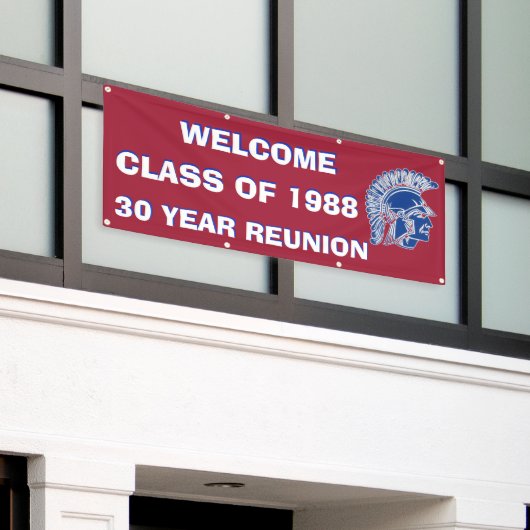 WELCOME
CLASS OF 1988
30 YEAR REUNION